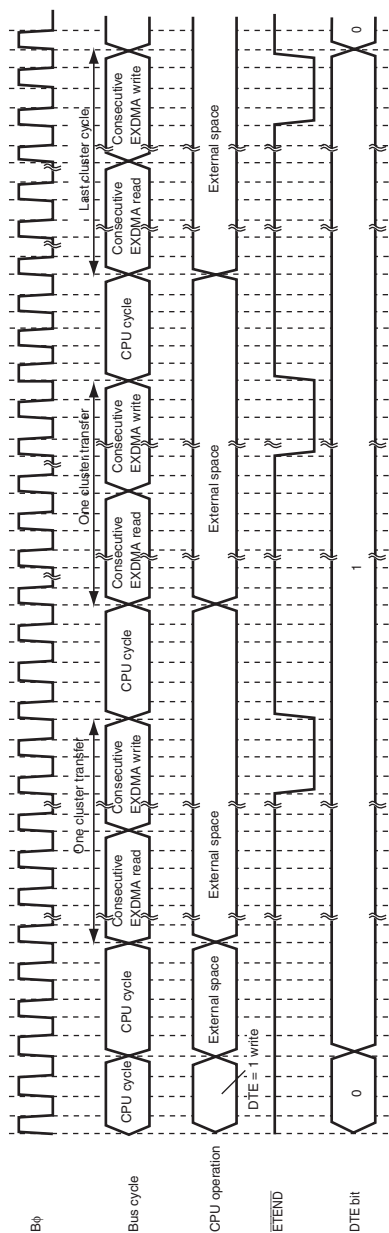 Bφ
One cluster transfer
One cluster transfer
Last cluster cycle
Bus cycle
CPU cycle
CPU cycle
Consecutive
EXDMA read
Consecutive
EXDMA write
CPU cycle
Consecutive
EXDMA read
Consecutive
EXDMA write
CPU cycle
Consecutive
EXDMA read
Consecutive
EXDMA write
CPU operation
External space
External space
External space
External space
DTE = 1 write
ETEND
DTE bit
0
1
0